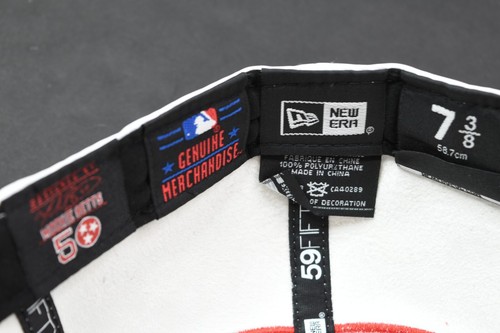 50
GENUINE
MERCHANDISE
NEW
ERA
®
7 3/8
58.7cm
FABRIQUÉ EN CHINE
100% POLYURETHANE
MADE IN CHINA
CA40289
OF DECORATION
59FIFTY